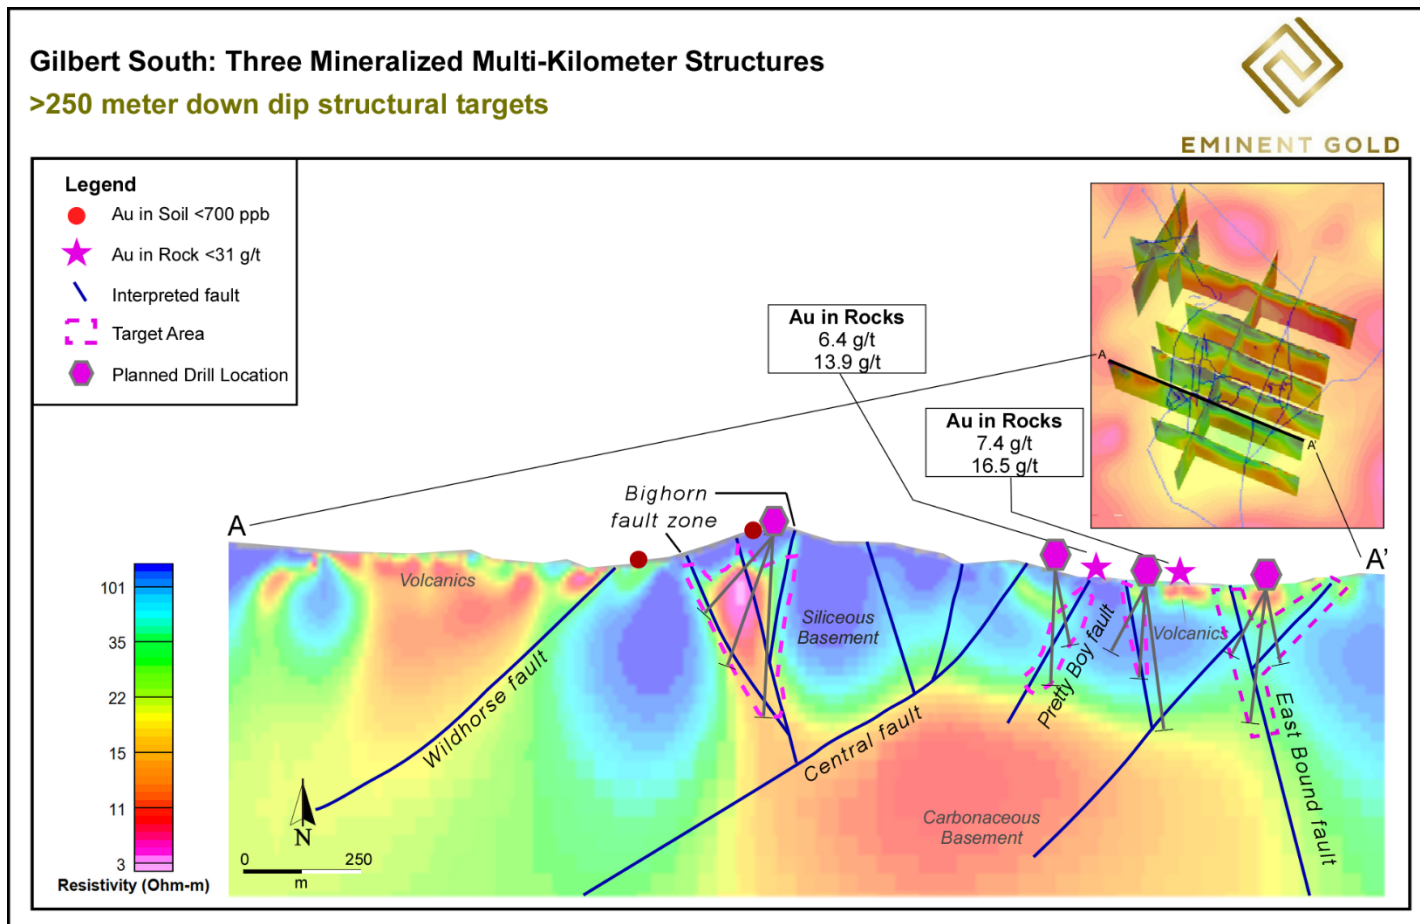 Gilbert South: Three Mineralized Multi-Kilometer Structures
>250 meter down dip structural targets
EMINENT GOLD
Legend
Au in Soil <700 ppb
Au in Rock <31 g/t
Interpreted fault
Target Area
Planned Drill Location
Au in Rocks
6.4 g/t
13.9 g/t
Au in Rocks
7.4 g/t
16.5 g/t
A
A'
Bighorn
fault zone
A
A'
Volcanics
Siliceous
Basement
Volcanics
Wildhorse fault
Central fault
Pretty Boy fault
East Bound fault
Carbonaceous
Basement
101
35
22
15
11
3
Resistivity (Ohm-m)
N
0 250
m